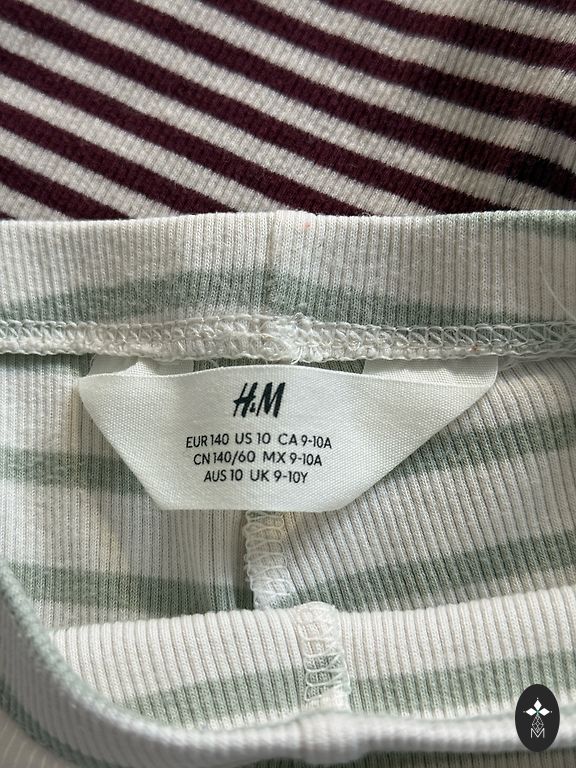 H&M
EUR 140 US 10 CA 9-10A
CN 140/60 MX 9-10A
AUS 10 UK 9-10Y